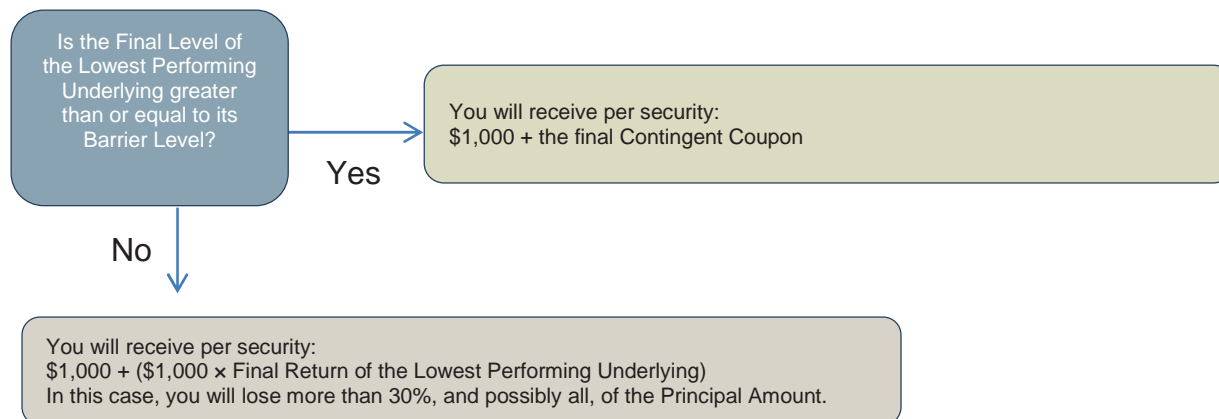 Is the Final Level of
the Lowest Performing
Underlying greater
than or equal to its
Barrier Level?
You will receive per security:
$1,000 + the final Contingent Coupon
Yes
No
You will receive per security:
$1,000 + ($1,000 × Final Return of the Lowest Performing Underlying)
In this case, you will lose more than 30%, and possibly all, of the Principal Amount.